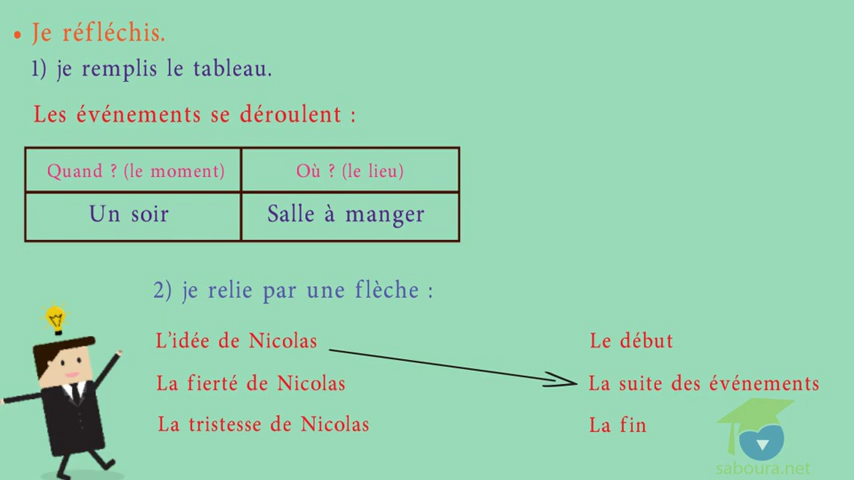 • Je réfléchis.
1) je remplis le tableau.
Les événements se déroulent :
Quand ? (le moment) Où ? (le lieu)
Un soir Salle à manger
2) je relie par une flèche :
L'idée de Nicolas Le début
La fierté de Nicolas La suite des événements
La tristesse de Nicolas La fin
saboura.net